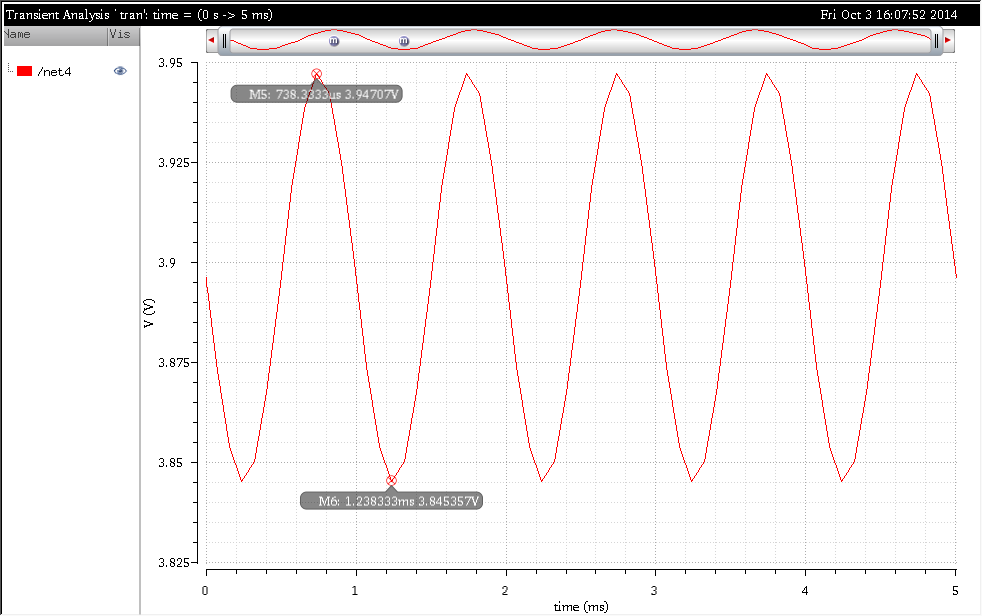 Transient Analysis `tran': time = (0 s -> 5 ms) Fri Oct 3 16:07:52 2014
Name Vis
/net4
m m
3.95
M5: 738.3333us 3.94707V
3.925
3.9
V (V)
3.875
3.85
M6: 1.238333ms 3.845357V
3.825
0 1 2 3 4 5
time (ms)